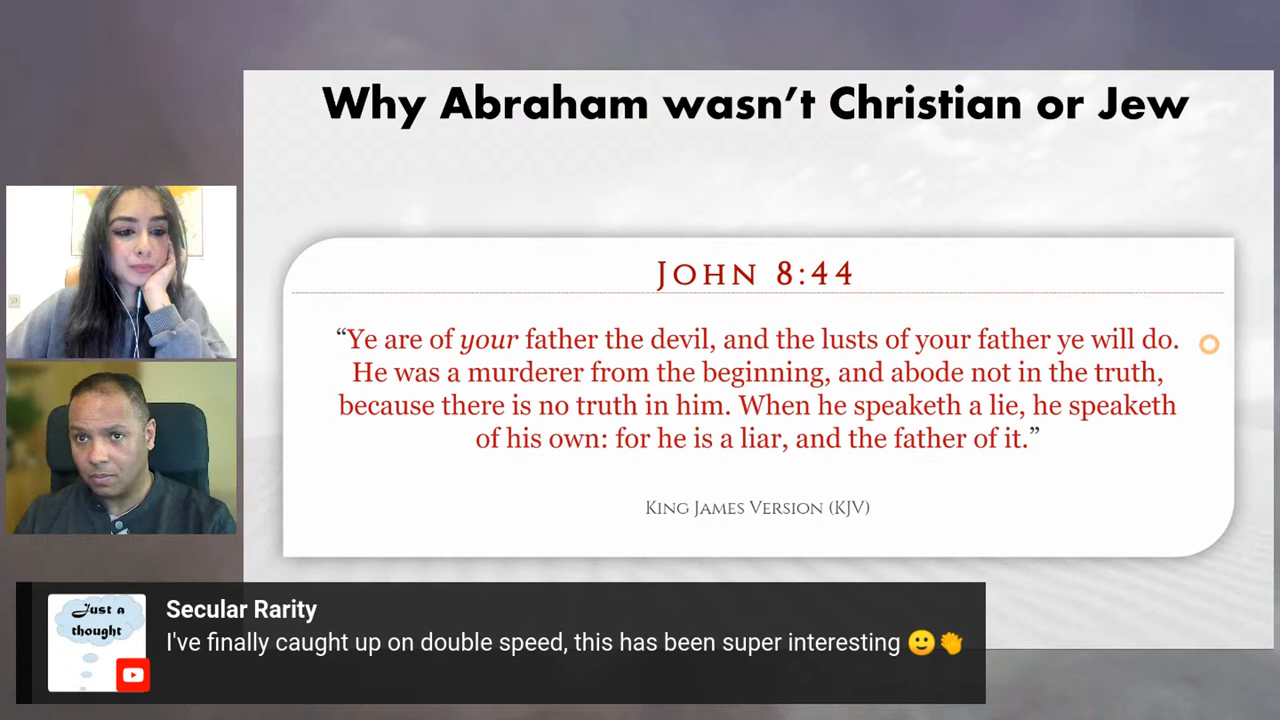 Why Abraham wasn't Christian or Jew
John 8:44
“Ye are of your father the devil, and the lusts of your father ye will do.
He was a murderer from the beginning, and abode not in the truth,
because there is no truth in him. When he speaketh a lie, he speaketh
of his own: for he is a liar, and the father of it.”
King James Version (KJV)
Just a
thought
Secular Rarity
I've finally caught up on double speed, this has been super interesting 🙂👏